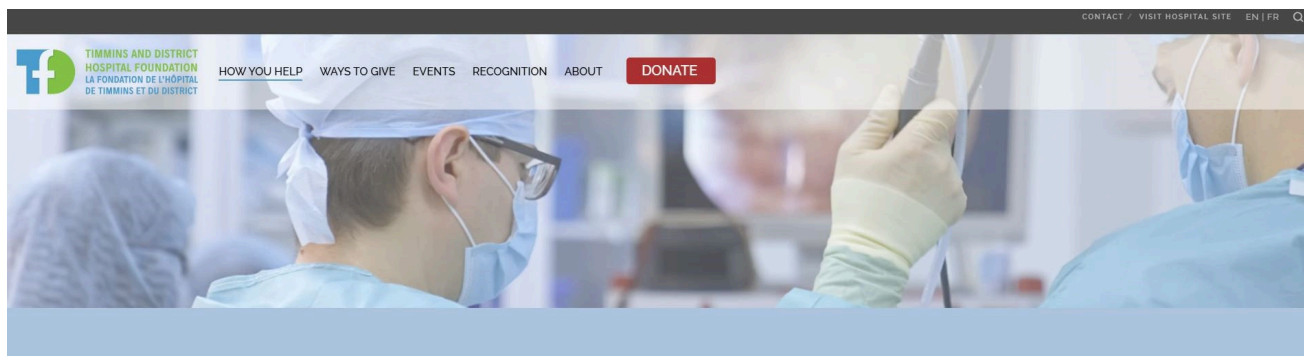 CONTACT / VISIT HOSPITAL SITE EN | FR
TIMMINS AND DISTRICT
HOSPITAL FOUNDATION
LA FONDATION DE L'HÔPITAL
DE TIMMINS ET DU DISTRICT
HOW YOU HELP WAYS TO GIVE EVENTS RECOGNITION ABOUT DONATE